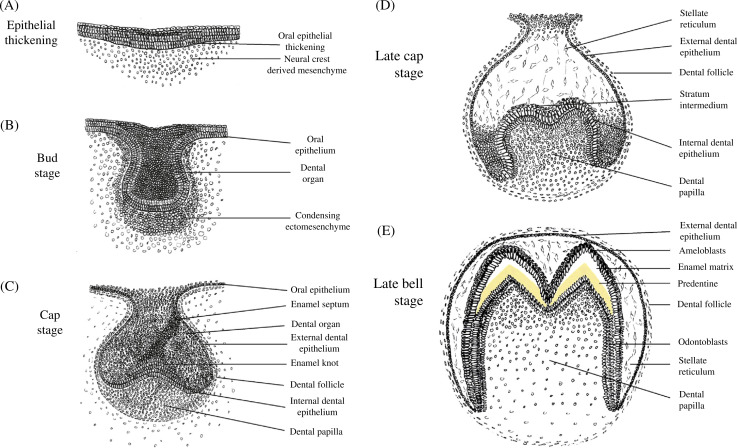 (A)
Epithelial
thickening
Oral epithelial
thickening
Neural crest
derived mesenchyme
(B)
Bud
stage
Oral
epithelium
Dental
organ
Condensing
ectomesenchyme
(C)
Cap
stage
Oral epithelium
Enamel septum
Dental organ
External dental
epithelium
Enamel knot
Dental follicle
Internal dental
epithelium
Dental papilla
(D)
Late cap
stage
Stellate
reticulum
External dental
epithelium
Dental follicle
Stratum
intermedium
Internal dental
epithelium
Dental
papilla
(E)
Late bell
stage
External dental
epithelium
Ameloblasts
Enamel matrix
Predentine
Dental follicle
Odontoblasts
Stellate
reticulum
Dental
papilla